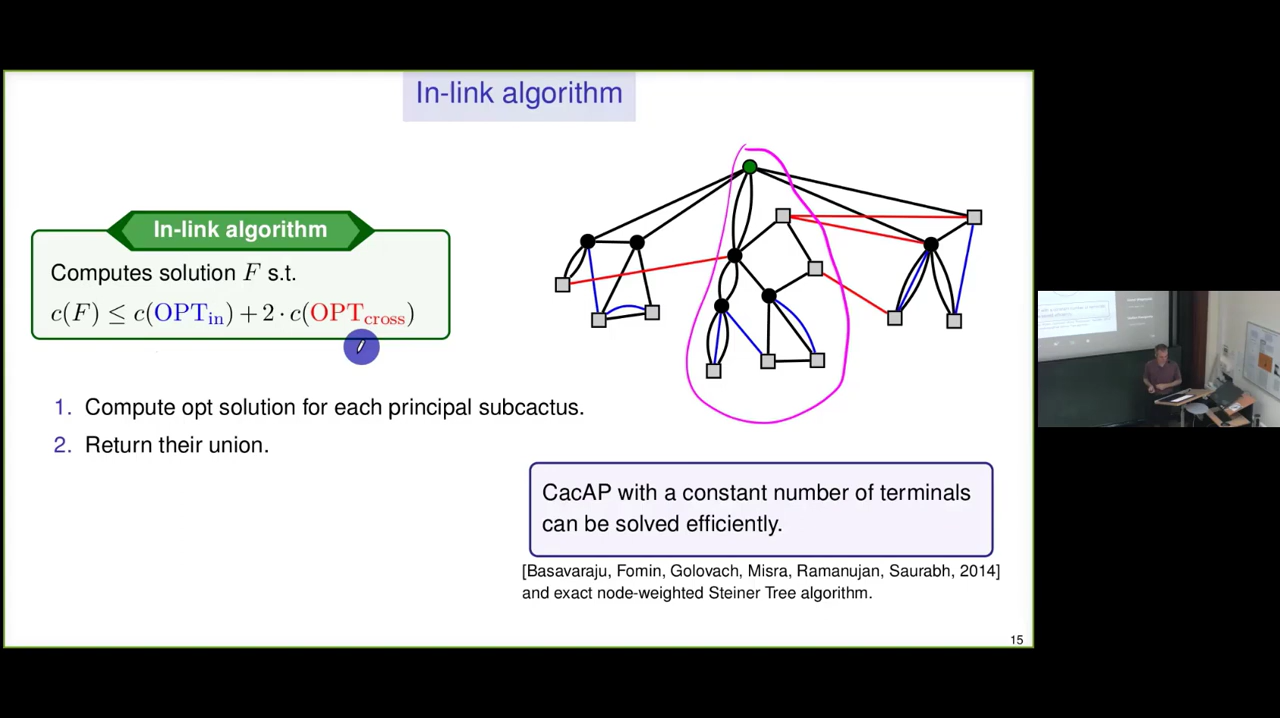 In-link algorithm
In-link algorithm
Computes solution F s.t.
c(F) ≤ c(OPT_in) + 2 · c(OPT_cross)
1. Compute opt solution for each principal subcactus.
2. Return their union.
CacAP with a constant number of terminals
can be solved efficiently.
[Basavaraju, Fomin, Golovach, Misra, Ramanujan, Saurabh, 2014]
and exact node-weighted Steiner Tree algorithm.
15